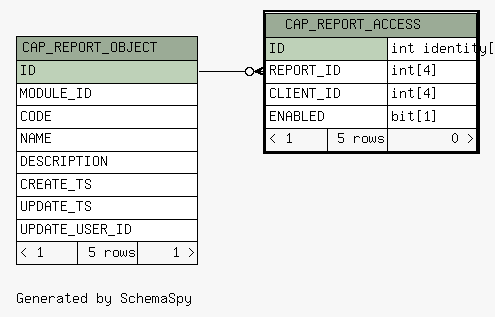 CAP_REPORT_OBJECT
ID
MODULE_ID
CODE
NAME
DESCRIPTION
CREATE_TS
UPDATE_TS
UPDATE_USER_ID
< 1 5 rows 1 >
CAP_REPORT_ACCESS
ID int identity[
REPORT_ID int[4]
CLIENT_ID int[4]
ENABLED bit[1]
< 1 5 rows 0 >
Generated by SchemaSpy